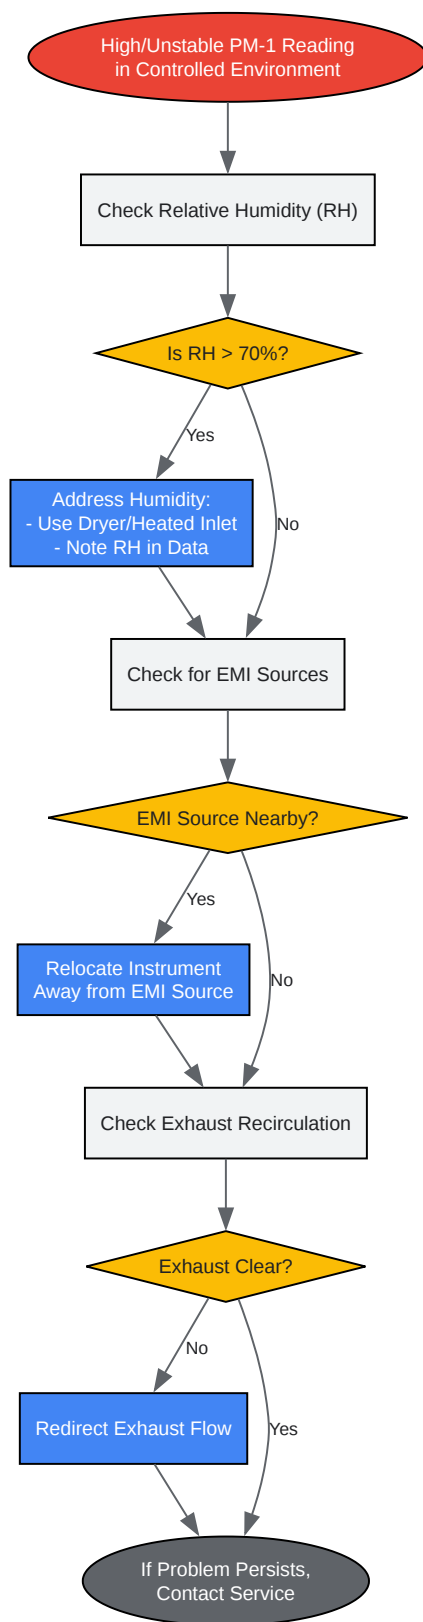 High/Unstable PM-1 Reading
in Controlled Environment
Check Relative Humidity (RH)
Is RH > 70%?
Yes
Address Humidity:
- Use Dryer/Heated Inlet
- Note RH in Data
No
Check for EMI Sources
EMI Source Nearby?
Yes
Relocate Instrument
Away from EMI Source
No
Check Exhaust Recirculation
Exhaust Clear?
No
Redirect Exhaust Flow
Yes
If Problem Persists,
Contact Service